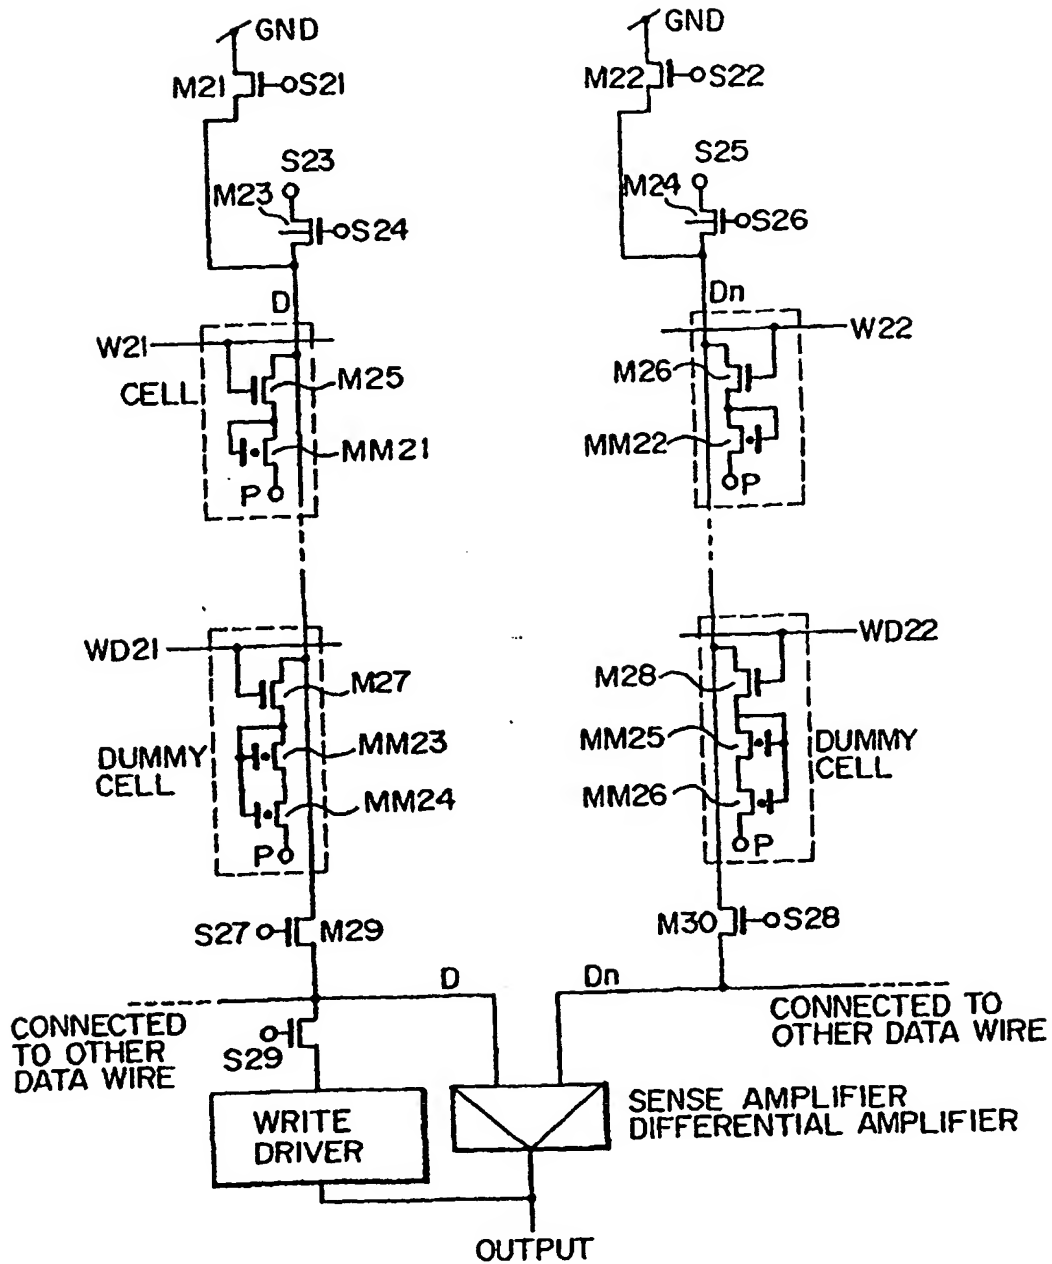 GND
GND
M21
S21
M22
S22
S23
S25
M23
S24
M24
S26
D
Dn
W21
W22
CELL
M25
M26
MM21
MM22
P
P
WD21
WD22
M27
M28
DUMMY
CELL
MM23
MM25
DUMMY
CELL
MM24
MM26
P
P
S27
M29
M30
S28
D
Dn
CONNECTED
TO OTHER
DATA WIRE
CONNECTED TO
OTHER DATA WIRE
S29
WRITE
DRIVER
SENSE AMPLIFIER
DIFFERENTIAL AMPLIFIER
OUTPUT